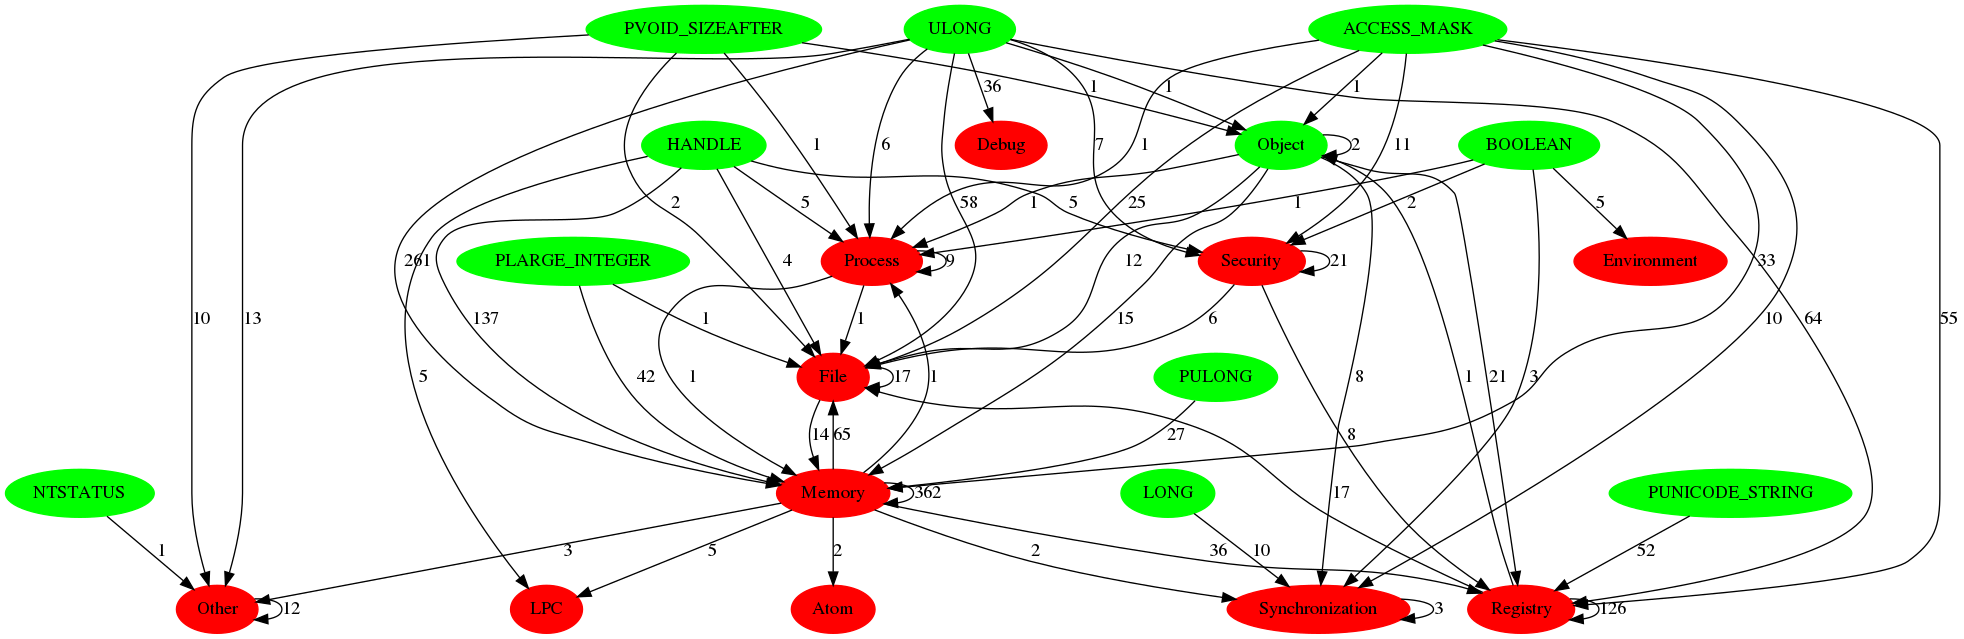 PVOID_SIZEAFTER ULONG ACCESS_MASK
36 1 1 1
HANDLE Debug Object BOOLEAN
1 6 7 1 2 11
2 5 58 1 5 25 1 1 2 5
PLARGE_INTEGER Process Security Environment
261 4 9 12 21 33
10 13 137 1 1 15 6 10 64 55
File PULONG
5 42 1 17 8 1 21 3
14 65 1 27 8
NTSTATUS Memory LONG PUNICODE_STRING
362 17
1 3 5 2 2 36 10 52
Other LPC Atom Synchronization Registry
12 3 126